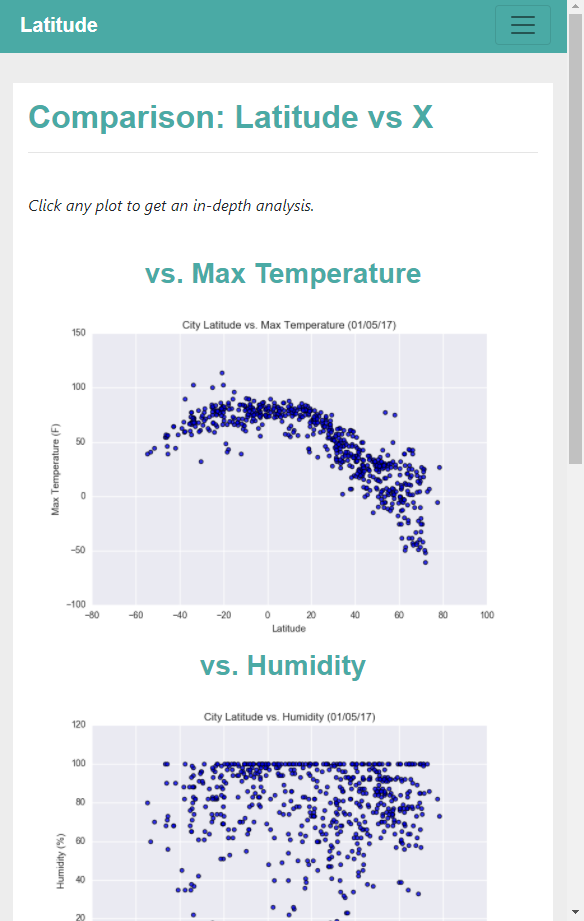 Latitude
Comparison: Latitude vs X
Click any plot to get an in-depth analysis.
vs. Max Temperature
City Latitude vs. Max Temperature (01/05/17)
150
100
50
0
−50
−100
Max Temperature (F)
−80 −60 −40 −20 0 20 40 60 80 100
Latitude
vs. Humidity
City Latitude vs. Humidity (01/05/17)
120
100
80
60
40
20
Humidity (%)